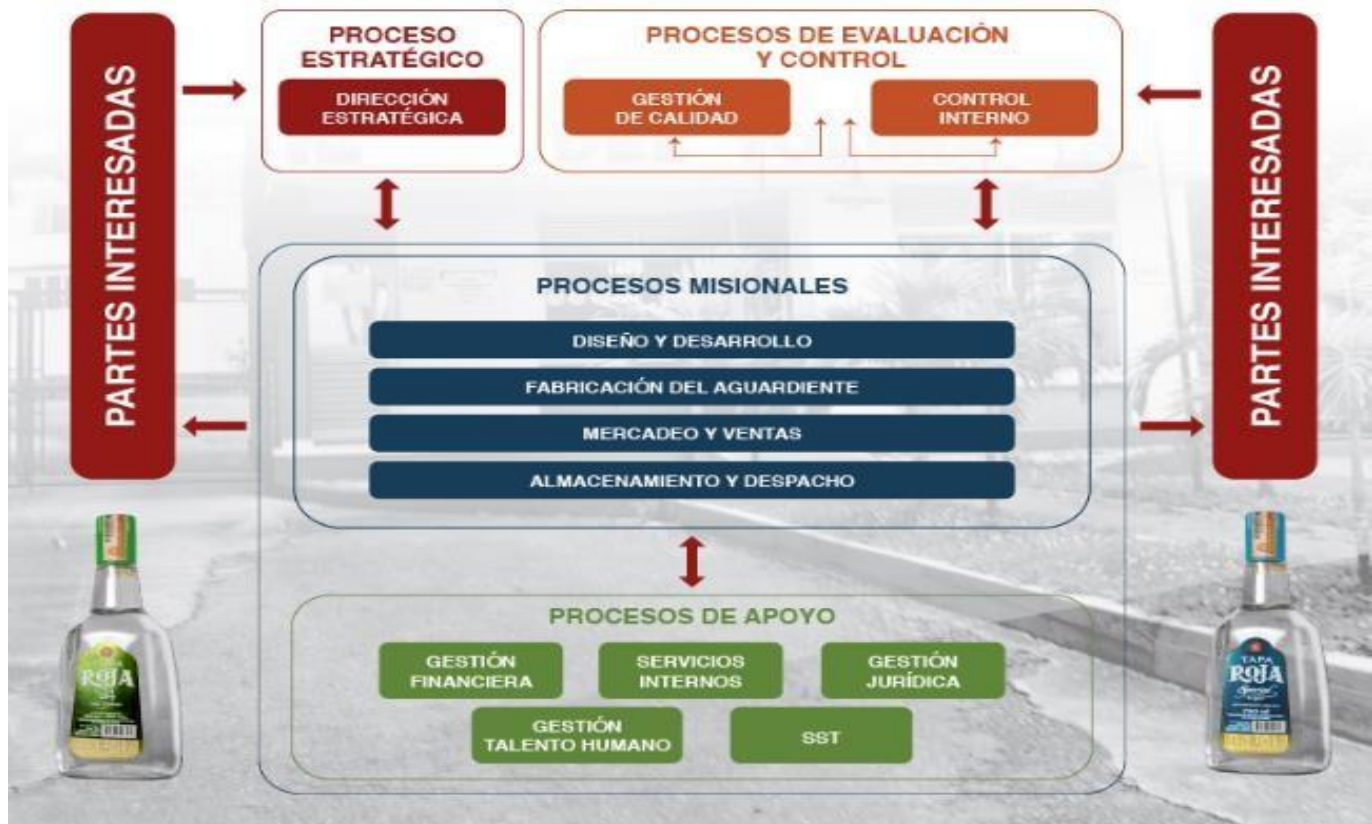 PARTES INTERESADAS
PROCESO
ESTRATÉGICO
DIRECCIÓN
ESTRATÉGICA
PROCESOS DE EVALUACIÓN
Y CONTROL
GESTIÓN
DE CALIDAD
CONTROL
INTERNO
PARTES INTERESADAS
PROCESOS MISIONALES
DISEÑO Y DESARROLLO
FABRICACIÓN DEL AGUARDIENTE
MERCADEO Y VENTAS
ALMACENAMIENTO Y DESPACHO
PROCESOS DE APOYO
GESTIÓN
FINANCIERA
SERVICIOS
INTERNOS
GESTIÓN
JURÍDICA
GESTIÓN
TALENTO HUMANO
SST
ROJA
TAPA
ROJA
Special